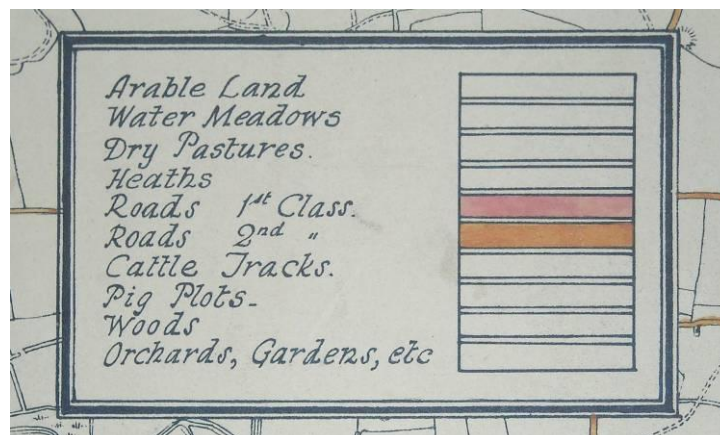 Arable Land
Water Meadows
Dry Pastures.
Heaths
Roads 1st Class.
Roads 2nd "
Cattle Tracks.
Pig Plots-
Woods
Orchards, Gardens, etc